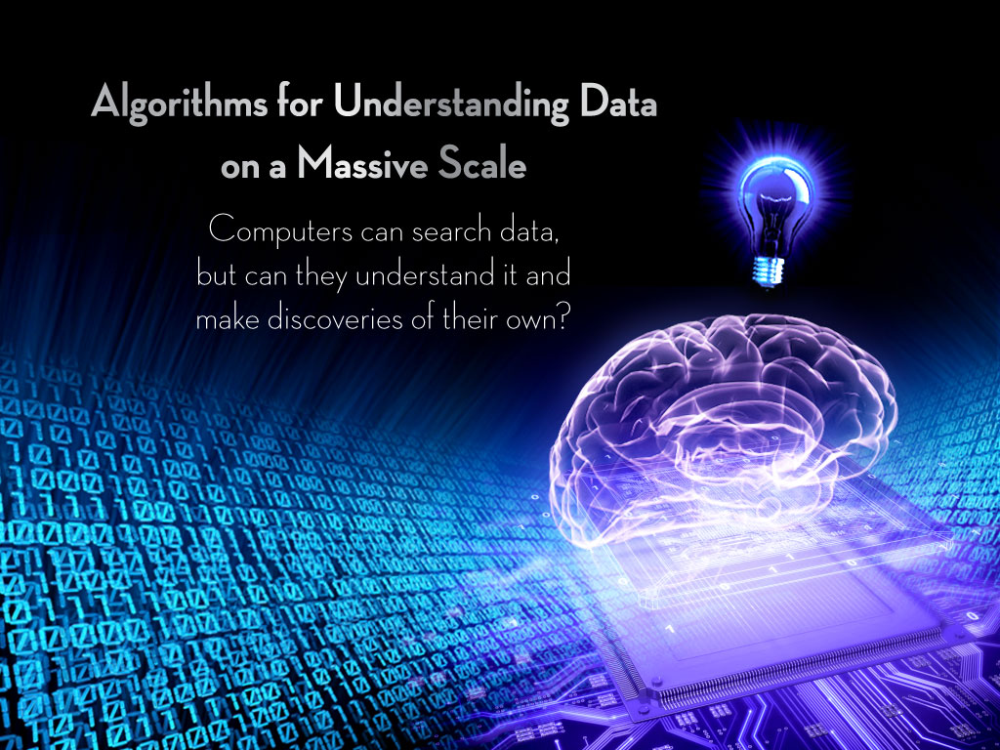 Algorithms for Understanding Data
on a Massive Scale
Computers can search data,
but can they understand it and
make discoveries of their own?